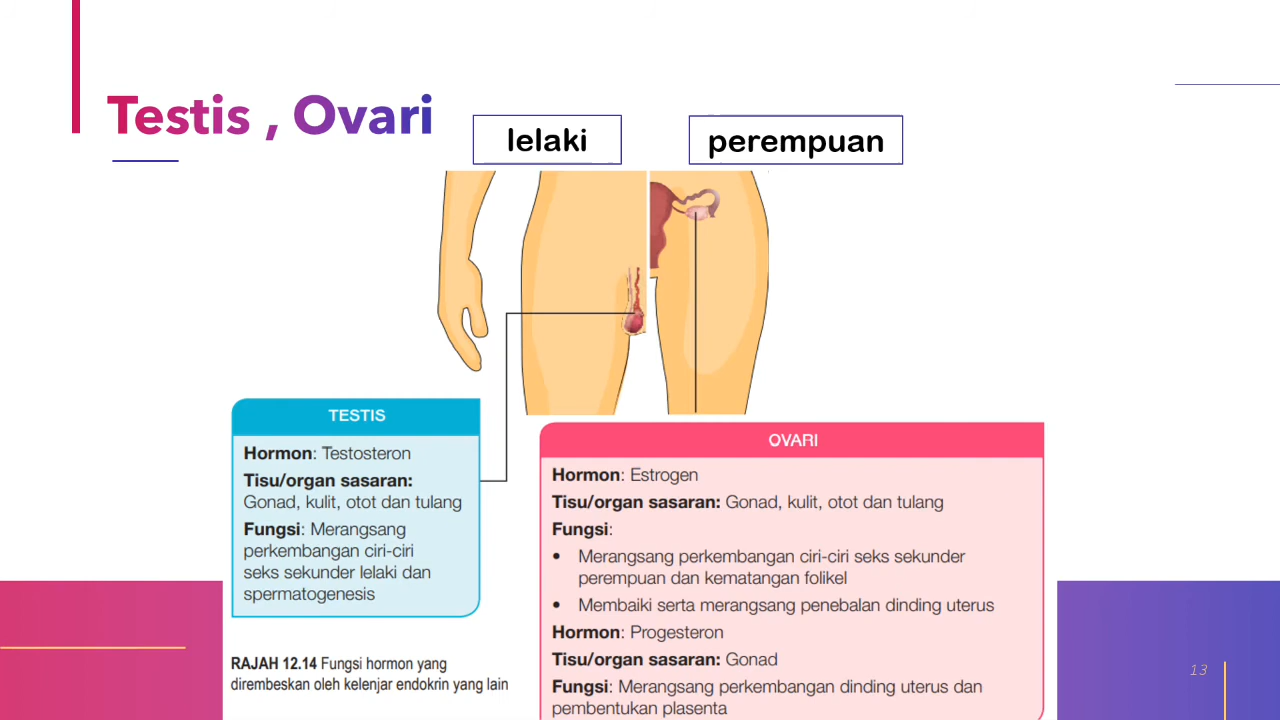 Testis , Ovari
lelaki
perempuan
TESTIS
Hormon: Testosteron
Tisu/organ sasaran:
Gonad, kulit, otot dan tulang
Fungsi: Merangsang
perkembangan ciri-ciri
seks sekunder lelaki dan
spermatogenesis
OVARI
Hormon: Estrogen
Tisu/organ sasaran: Gonad, kulit, otot dan tulang
Fungsi:
• Merangsang perkembangan ciri-ciri seks sekunder
perempuan dan kematangan folikel
• Membaiki serta merangsang penebalan dinding uterus
Hormon: Progesteron
Tisu/organ sasaran: Gonad
Fungsi: Merangsang perkembangan dinding uterus dan
pembentukan plasenta
RAJAH 12.14 Fungsi hormon yang
dirembeskan oleh kelenjar endokrin yang lain
13